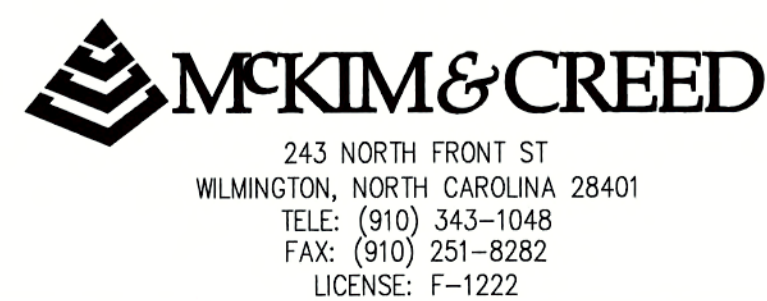 McKIM&CREED
243 NORTH FRONT ST
WILMINGTON, NORTH CAROLINA 28401
TELE: (910) 343-1048
FAX: (910) 251-8282
LICENSE: F-1222